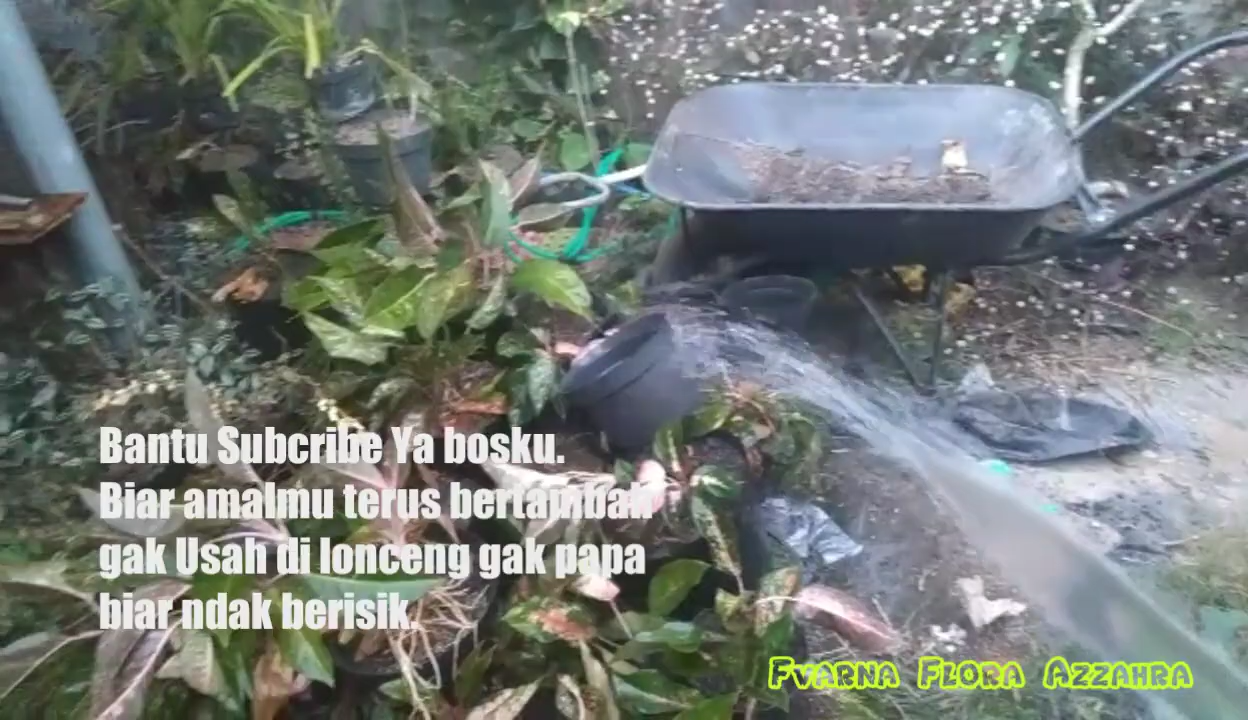 Bantu Subcribe Ya bosku.
Biar amalmu terus bertambah
gak Usah di lonceng gak papa
biar ndak berisik.
Fvarna Flora Azzahra